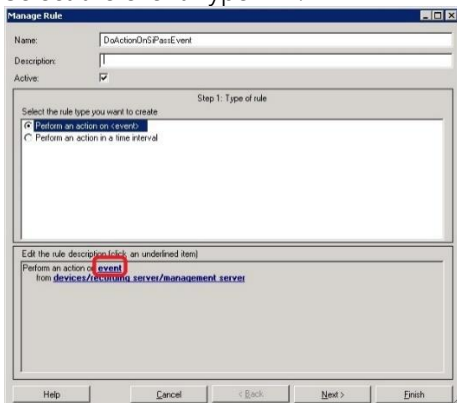 Manage Rule
Name: DoActionOnSiPassEvent
Description:
Active:
Step 1: Type of rule
Select the rule type you want to create
Perform an action on <event>
Perform an action in a time interval
Edit the rule description (click an underlined item)
Perform an action on event
from devices/recording server/management server
Help Cancel < Back Next > Finish